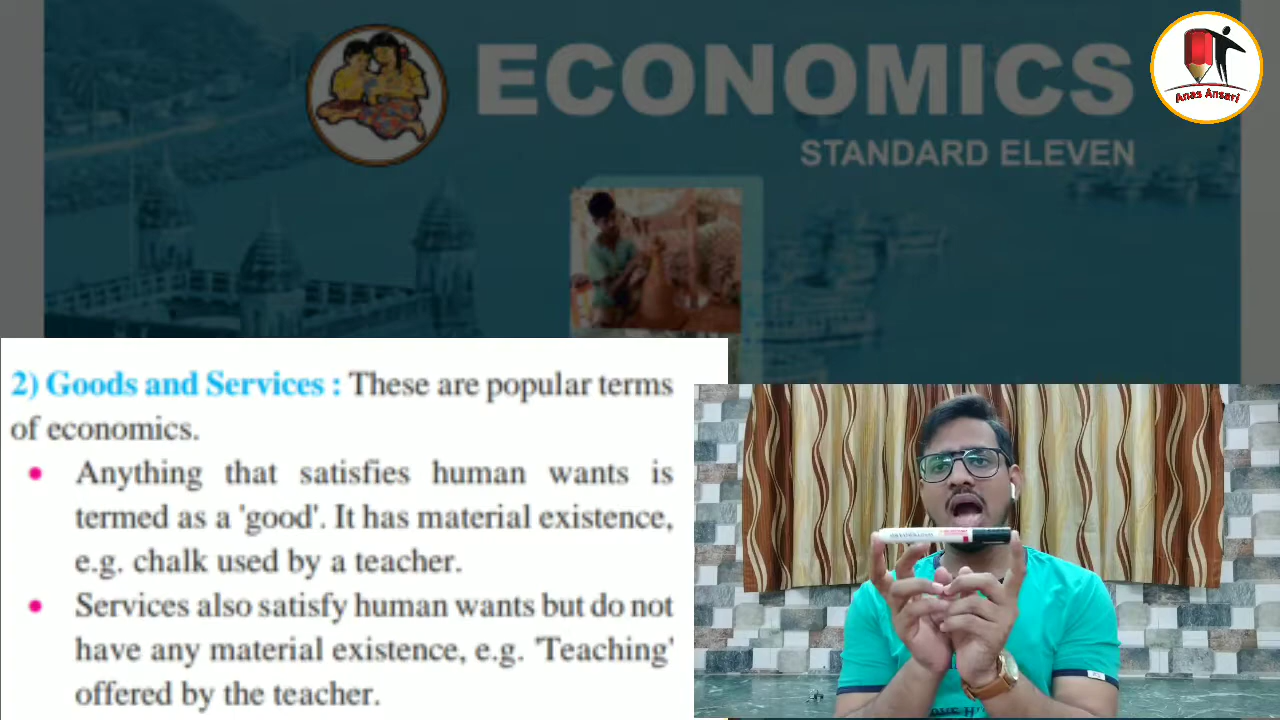 ECONOMICS
STANDARD ELEVEN
Anas Ansari
2) Goods and Services : These are popular terms
of economics.
• Anything that satisfies human wants is
termed as a 'good'. It has material existence,
e.g. chalk used by a teacher.
• Services also satisfy human wants but do not
have any material existence, e.g. 'Teaching'
offered by the teacher.